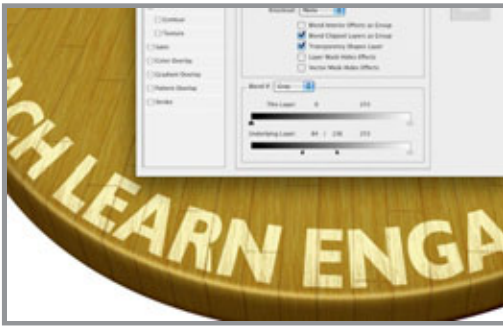 Knockout: None
Blend Interior Effects as Group
Blend Clipped Layers as Group
Transparency Shapes Layer
Layer Mask Hides Effects
Vector Mask Hides Effects
Contour
Texture
Satin
Color Overlay
Gradient Overlay
Pattern Overlay
Stroke
Blend If: Gray
This Layer: 0 255
Underlying Layer: 255
ACH LEARN ENGA